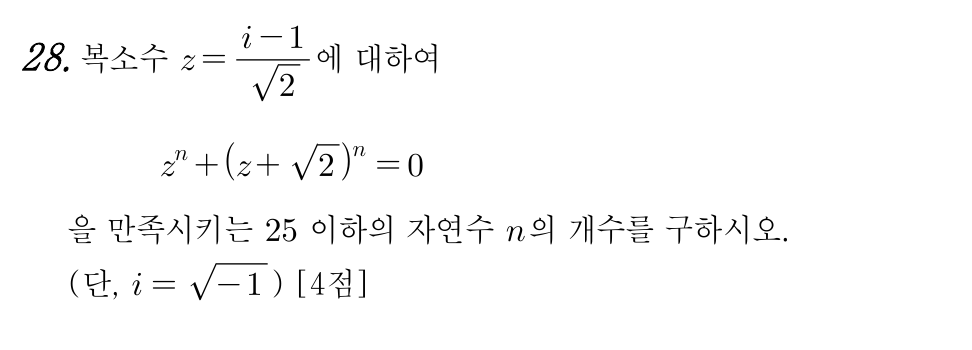 28. 복소수 $z=\dfrac{i-1}{\sqrt{2}}$에 대하여
$z^n+(z+\sqrt{2})^n=0$
을 만족시키는 25 이하의 자연수 $n$의 개수를 구하시오.
(단, $i=\sqrt{-1}$) [4점]